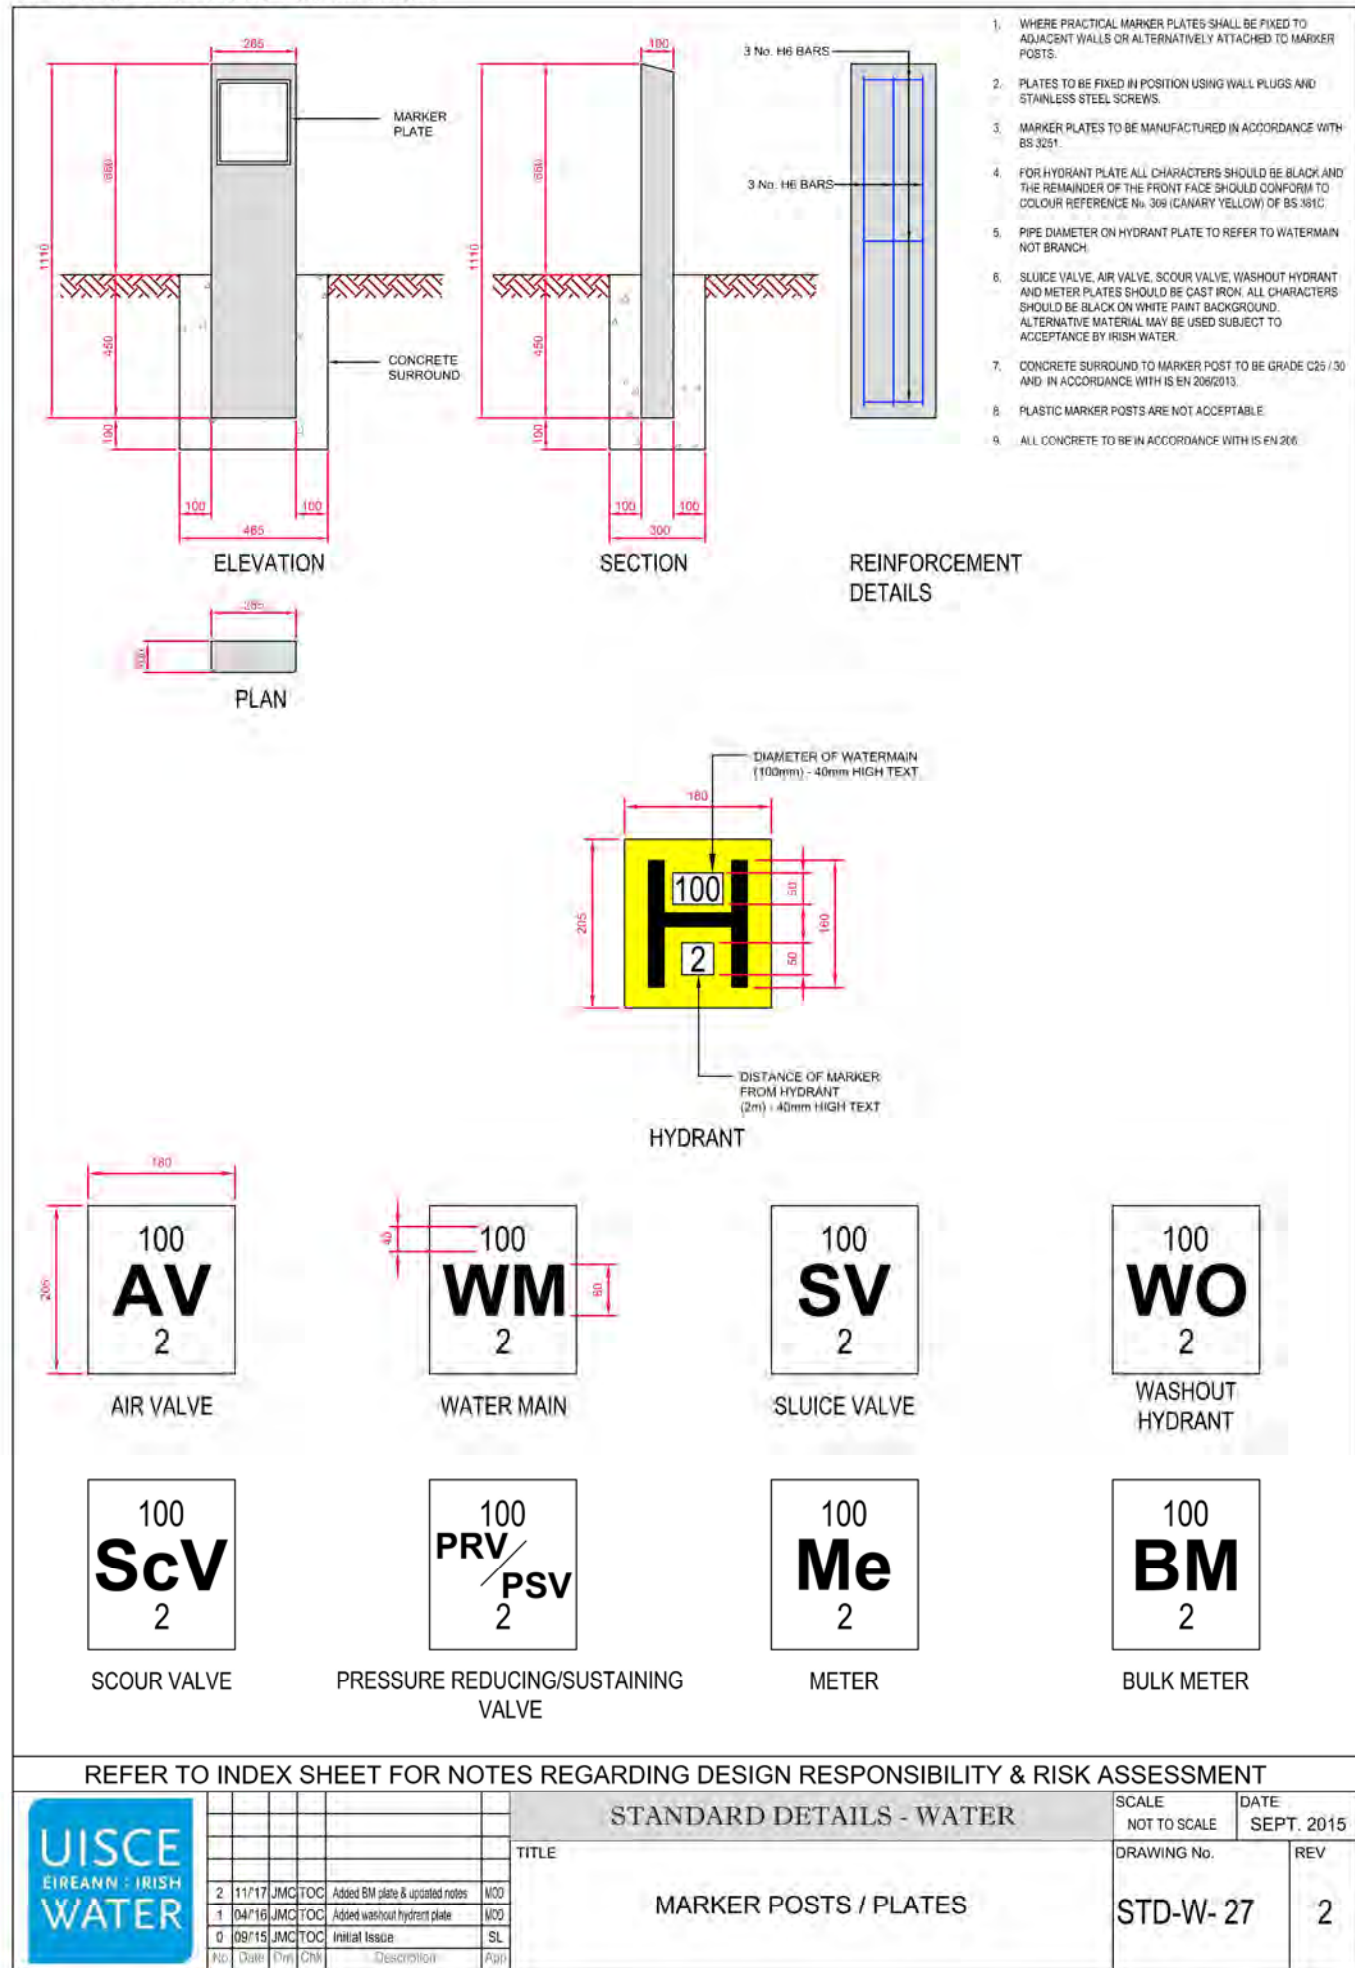 265
MARKER
PLATE
660
1110
450
100
CONCRETE
SURROUND
100
100
465
ELEVATION
100
660
1110
450
100
100
100
300
SECTION
3 No. H6 BARS
3 No. H6 BARS
REINFORCEMENT
DETAILS
1. WHERE PRACTICAL MARKER PLATES SHALL BE FIXED TO
ADJACENT WALLS OR ALTERNATIVELY ATTACHED TO MARKER
POSTS.
2. PLATES TO BE FIXED IN POSITION USING WALL PLUGS AND
STAINLESS STEEL SCREWS.
3. MARKER PLATES TO BE MANUFACTURED IN ACCORDANCE WITH
BS 3251.
4. FOR HYDRANT PLATE ALL CHARACTERS SHOULD BE BLACK AND
THE REMAINDER OF THE FRONT FACE SHOULD CONFORM TO
COLOUR REFERENCE No. 309 (CANARY YELLOW) OF BS 381C
5. PIPE DIAMETER ON HYDRANT PLATE TO REFER TO WATERMAIN
NOT BRANCH.
6. SLUICE VALVE, AIR VALVE, SCOUR VALVE, WASHOUT HYDRANT
AND METER PLATES SHOULD BE CAST IRON. ALL CHARACTERS
SHOULD BE BLACK ON WHITE PAINT BACKGROUND.
ALTERNATIVE MATERIAL MAY BE USED SUBJECT TO
ACCEPTANCE BY IRISH WATER.
7. CONCRETE SURROUND TO MARKER POST TO BE GRADE C25 / 30
AND IN ACCORDANCE WITH IS EN 206/2013.
8. PLASTIC MARKER POSTS ARE NOT ACCEPTABLE
9. ALL CONCRETE TO BE IN ACCORDANCE WITH IS EN 206
265
100
PLAN
DIAMETER OF WATERMAIN
(100mm) - 40mm HIGH TEXT
180
205
H
100
2
50
50
160
DISTANCE OF MARKER
FROM HYDRANT
(2m) - 40mm HIGH TEXT
HYDRANT
180
205
100
AV
2
AIR VALVE
40
100
WM
60
2
WATER MAIN
100
SV
2
SLUICE VALVE
100
WO
2
WASHOUT
HYDRANT
100
ScV
2
SCOUR VALVE
100
PRV/
PSV
2
PRESSURE REDUCING/SUSTAINING
VALVE
100
Me
2
METER
100
BM
2
BULK METER
REFER TO INDEX SHEET FOR NOTES REGARDING DESIGN RESPONSIBILITY & RISK ASSESSMENT
UISCE
EIREANN : IRISH
WATER
2 11/'17 JMC TOC Added BM plate & updated notes MOD
1 04/'16 JMC TOC Added washout hydrant plate MOD
0 09/'15 JMC TOC Initial Issue SL
No Date Drn Chk Description App
STANDARD DETAILS - WATER
TITLE
MARKER POSTS / PLATES
SCALE
NOT TO SCALE
DATE
SEPT. 2015
DRAWING No.
STD-W- 27
REV
2